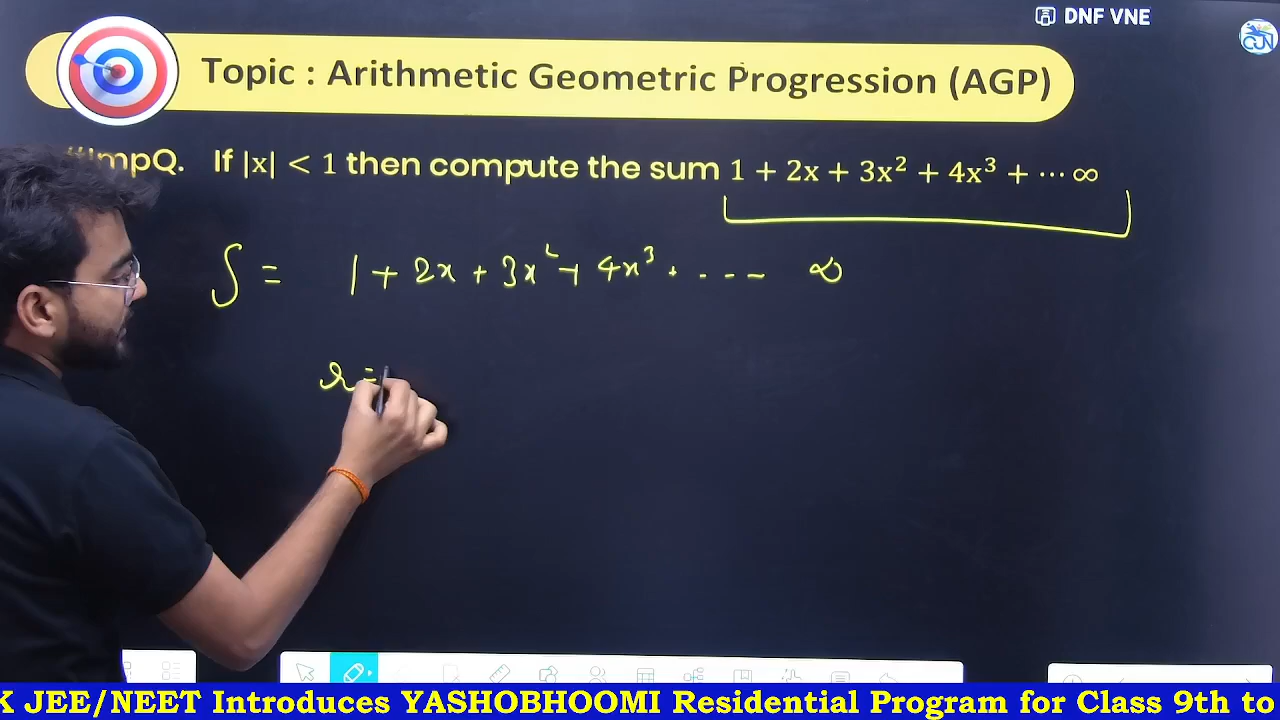 DNF VNE
GJN
Topic : Arithmetic Geometric Progression (AGP)
ImpQ. If |x| < 1 then compute the sum 1 + 2x + 3x² + 4x³ + ⋯ ∞
S = 1 + 2x + 3x² + 4x³ + - - - ∞
r =
K JEE/NEET Introduces YASHOBHOOMI Residential Program for Class 9th to